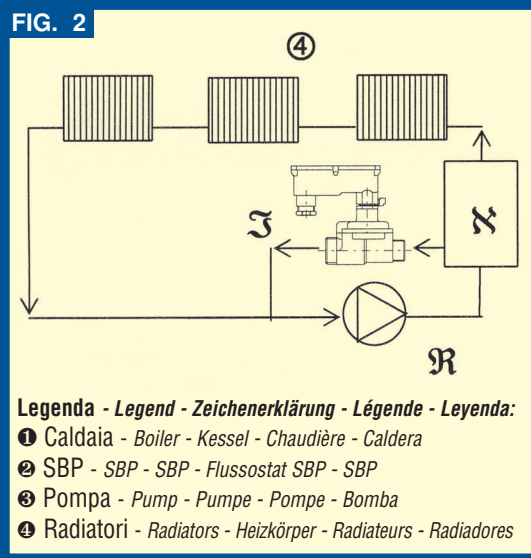 FIG. 2
④
ℑ
ℵ
ℜ
Legenda - Legend - Zeichenerklärung - Légende - Leyenda:
❶ Caldaia - Boiler - Kessel - Chaudière - Caldera
❷ SBP - SBP - SBP - Flussostat SBP - SBP
❸ Pompa - Pump - Pumpe - Pompe - Bomba
❹ Radiatori - Radiators - Heizkörper - Radiateurs - Radiadores